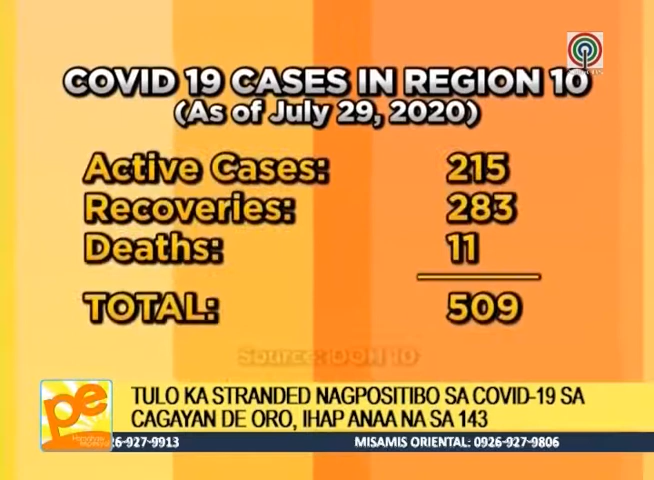 COVID 19 CASES IN REGION 10
(As of July 29, 2020)
Active Cases: 215
Recoveries: 283
Deaths: 11
TOTAL: 509
Source: DOH 10
pe
TULO KA STRANDED NAGPOSITIBO SA COVID-19 SA
CAGAYAN DE ORO, IHAP ANAA NA SA 143
26-927-9913 MISAMIS ORIENTAL: 0926-927-9806